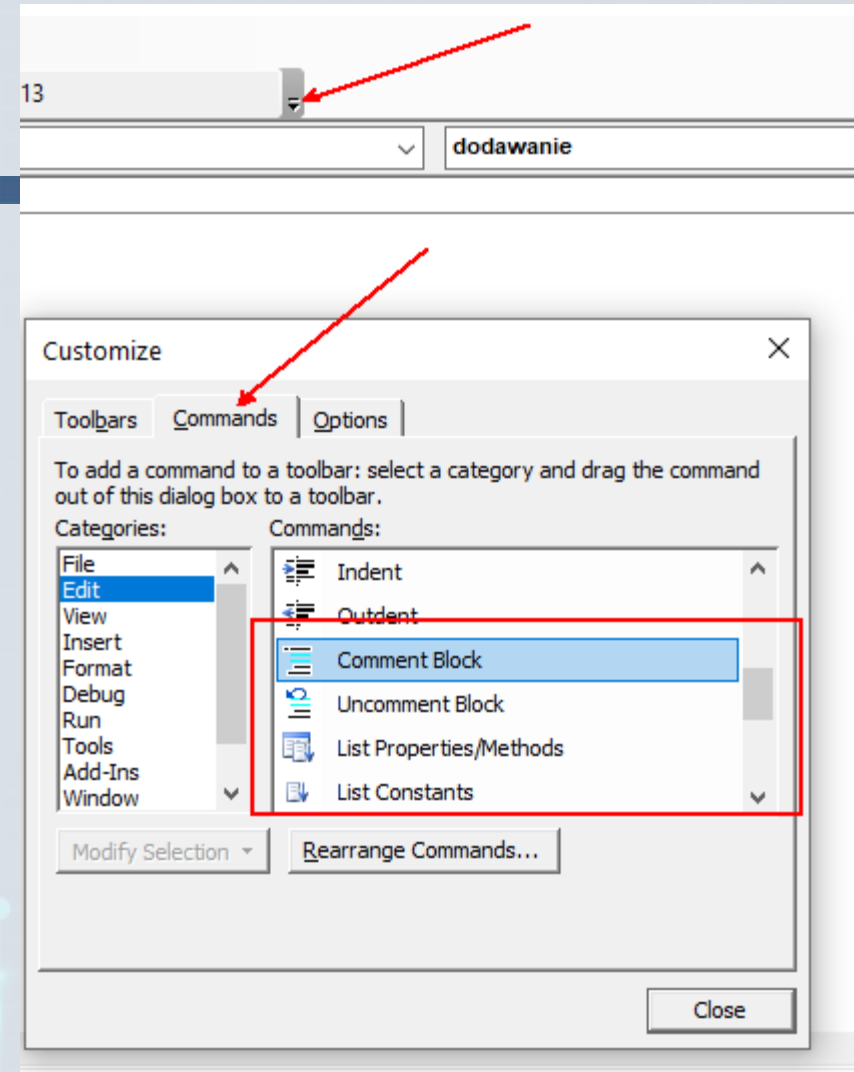 13
dodawanie
Customize
Toolbars Commands Options
To add a command to a toolbar: select a category and drag the command
out of this dialog box to a toolbar.
Categories: Commands:
File
Edit
View
Insert
Format
Debug
Run
Tools
Add-Ins
Window
Indent
Outdent
Comment Block
Uncomment Block
List Properties/Methods
List Constants
Modify Selection Rearrange Commands...
Close